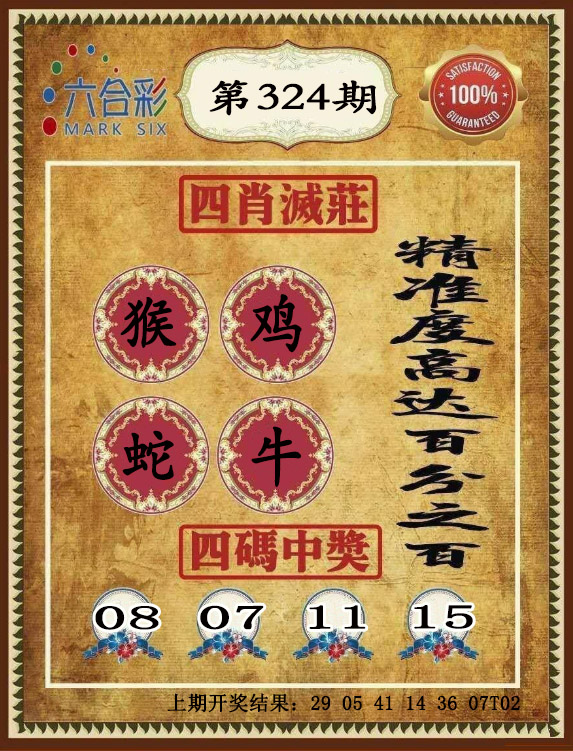 六合彩
MARK SIX
第324期
SATISFACTION
100%
GUARANTEED
四肖滅莊
猴 鸡
蛇 牛
精准度高达百分之百
四碼中獎
08 07 11 15
上期开奖结果：29 05 41 14 36 07T02